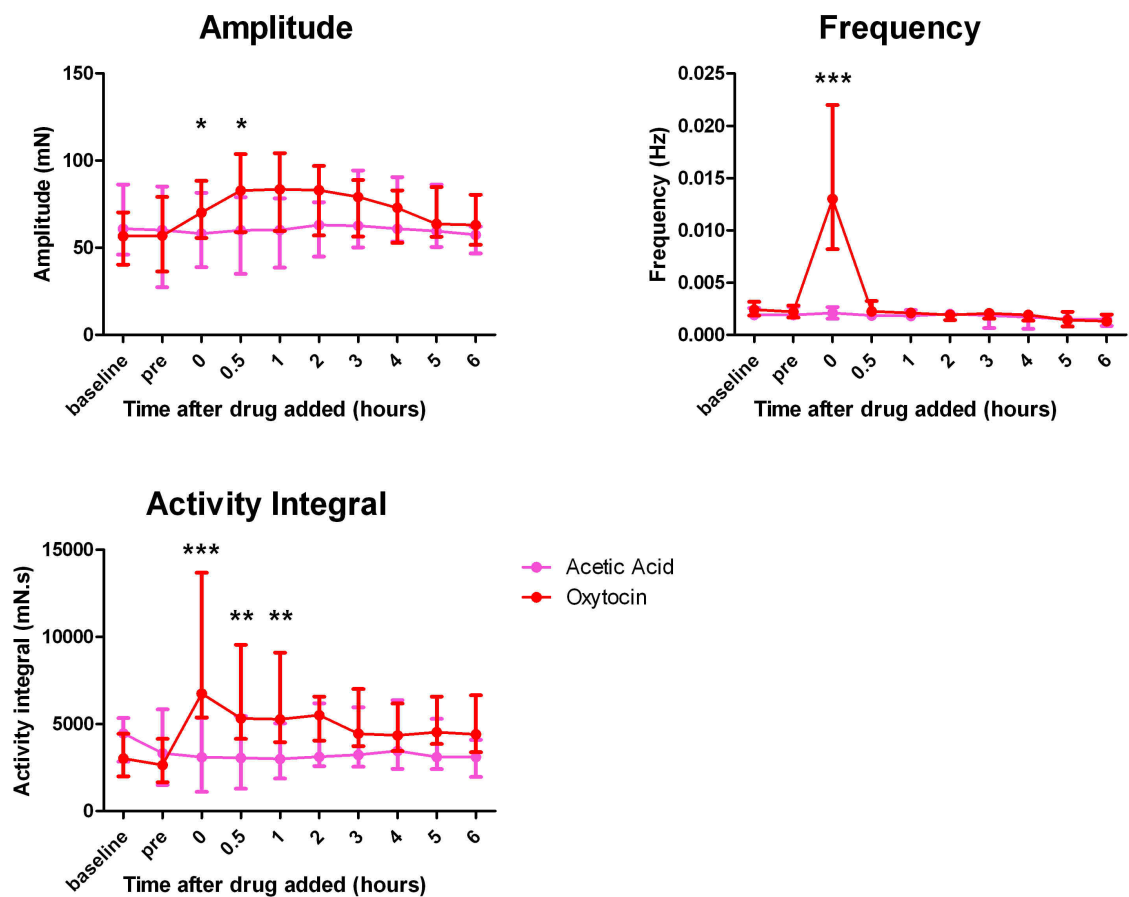 Amplitude
150
100
50
0
Amplitude (mN)
* *
baseline pre 0 0.5 1 2 3 4 5 6
Time after drug added (hours)
Frequency
0.025
0.020
0.015
0.010
0.005
0.000
Frequency (Hz)
***
baseline pre 0 0.5 1 2 3 4 5 6
Time after drug added (hours)
Activity Integral
15000
10000
5000
0
Activity integral (mN.s)
*** ** **
baseline pre 0 0.5 1 2 3 4 5 6
Time after drug added (hours)
Acetic Acid
Oxytocin